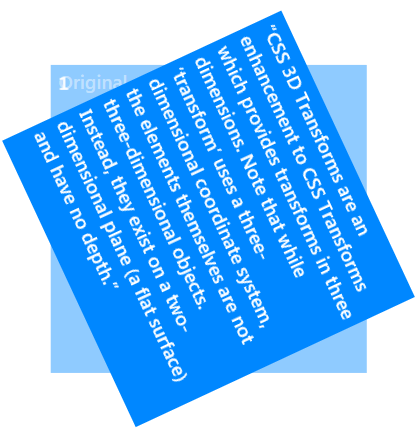 1
Original
“CSS 3D Transforms are an
enhancement to CSS Transforms
which provides transforms in three
dimensions. Note that while
‘transform’ uses a three-
dimensional coordinate system,
the elements themselves are not
three-dimensional objects.
Instead, they exist on a two-
dimensional plane (a flat surface)
and have no depth.”